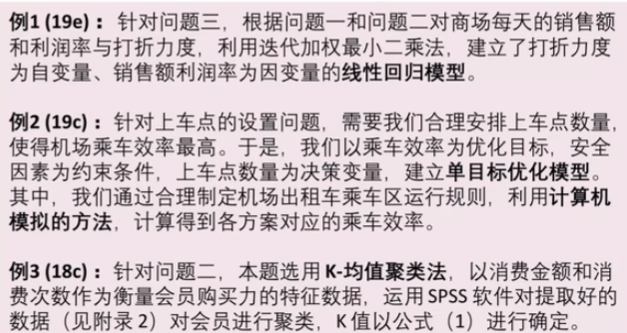 例1 (19e)：针对问题三，根据问题一和问题二对商场每天的销售额
和利润率与打折力度，利用迭代加权最小二乘法，建立了打折力度
为自变量、销售额利润率为因变量的线性回归模型。
例2 (19c)：针对上车点的设置问题，需要我们合理安排上车点数量，
使得机场乘车效率最高。于是，我们以乘车效率为优化目标，安全
因素为约束条件，上车点数量为决策变量，建立单目标优化模型。
其中，我们通过合理制定机场出租车乘车区运行规则，利用计算机
模拟的方法，计算得到各方案对应的乘车效率。
例3 (18c)：针对问题二，本题选用K-均值聚类法，以消费金额和消
费次数作为衡量会员购买力的特征数据，运用 SPSS 软件对提取好的
数据（见附录 2）对会员进行聚类，K 值以公式（1）进行确定。